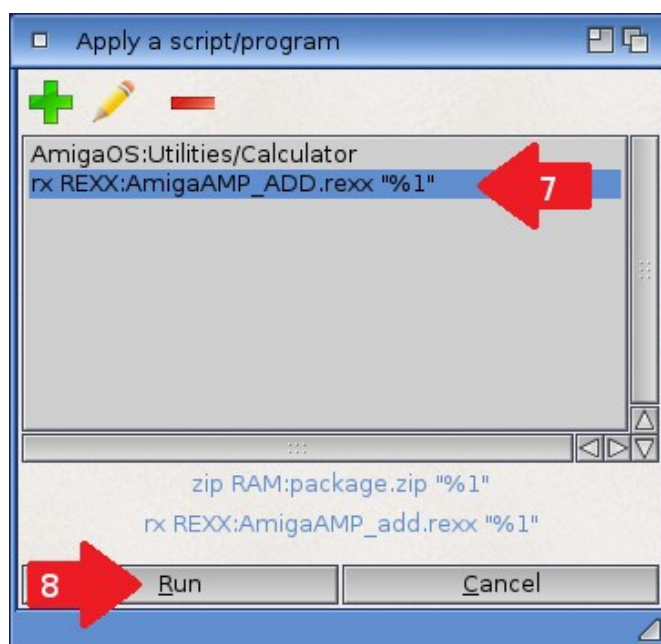 Apply a script/program
AmigaOS:Utilities/Calculator
rx REXX:AmigaAMP_ADD.rexx "%1"
7
zip RAM:package.zip "%1"
rx REXX:AmigaAMP_add.rexx "%1"
8 Run Cancel